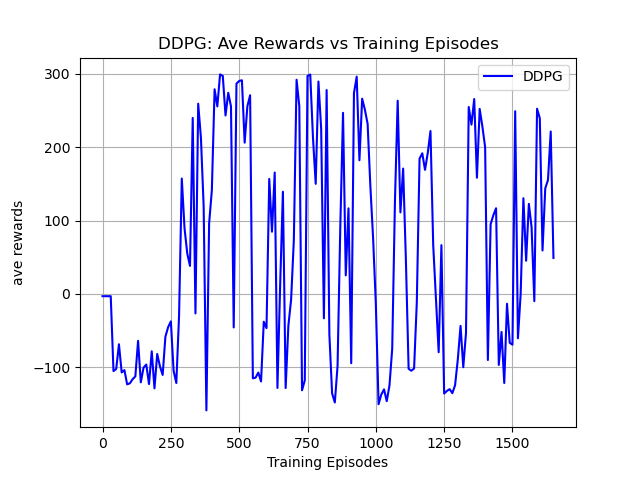 DDPG: Ave Rewards vs Training Episodes
DDPG
300
200
100
0
−100
ave rewards
0 250 500 750 1000 1250 1500
Training Episodes